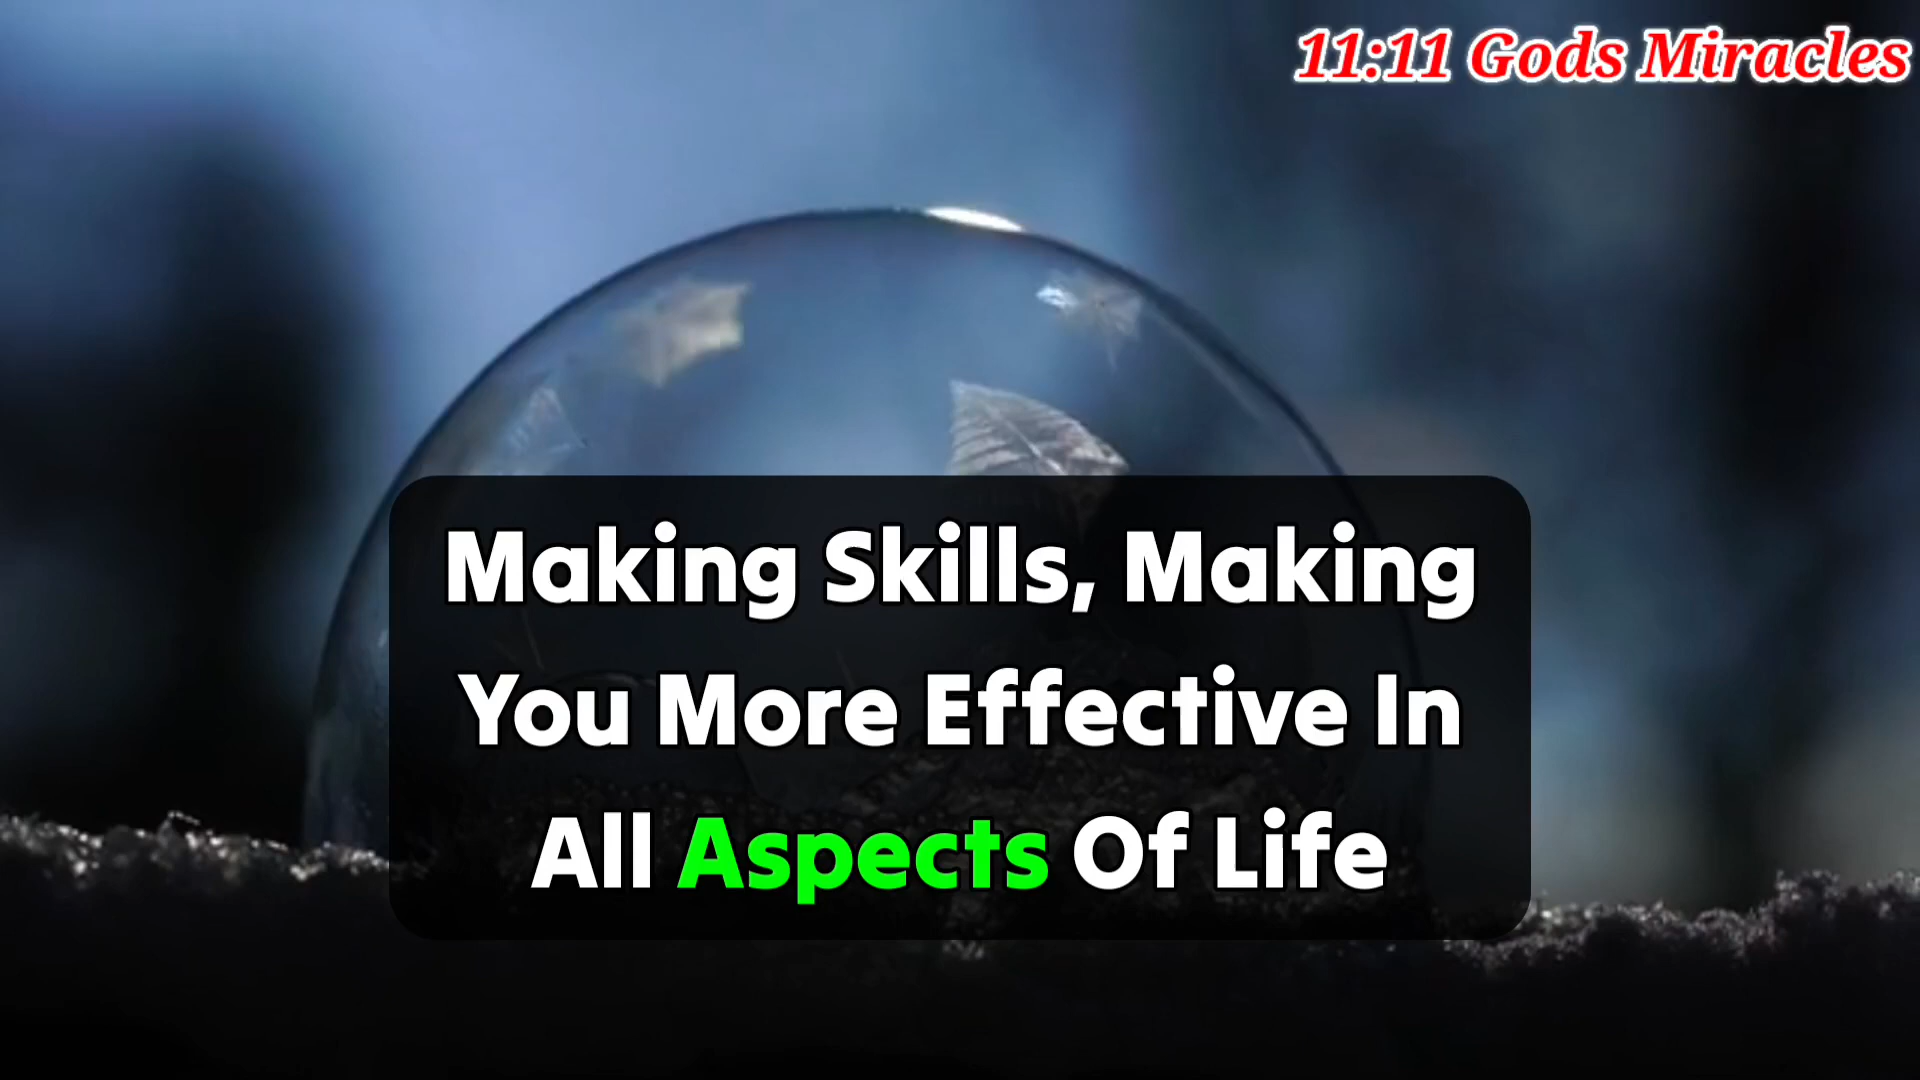 11:11 Gods Miracles
Making Skills, Making
You More Effective In
All Aspects Of Life